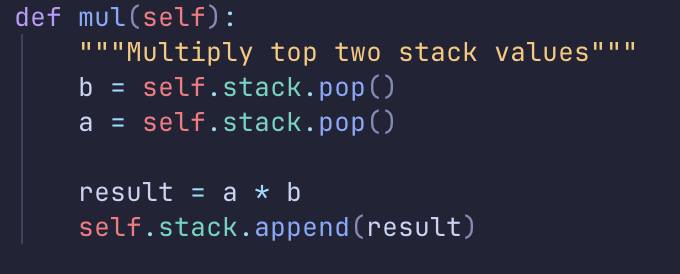 def mul(self):
    """Multiply top two stack values"""
    b = self.stack.pop()
    a = self.stack.pop()

    result = a * b
    self.stack.append(result)